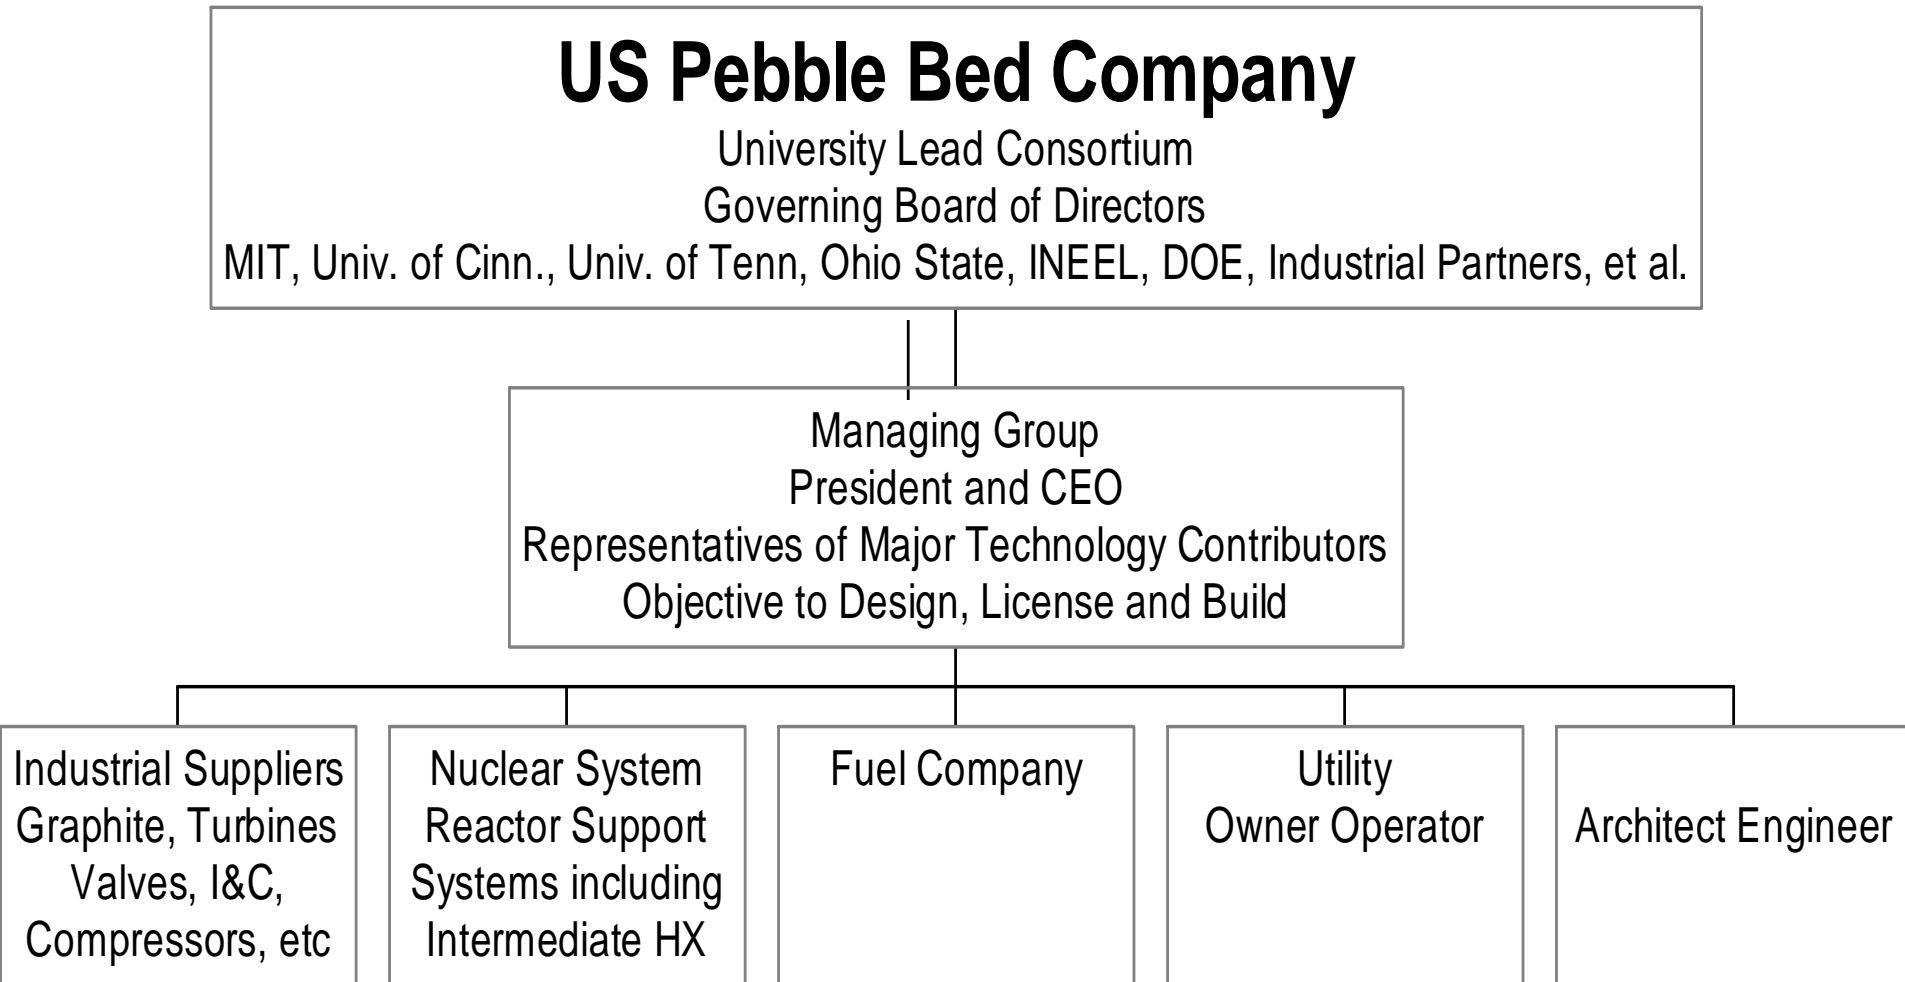 US Pebble Bed Company
University Lead Consortium
Governing Board of Directors
MIT, Univ. of Cinn., Univ. of Tenn, Ohio State, INEEL, DOE, Industrial Partners, et al.
Managing Group
President and CEO
Representatives of Major Technology Contributors
Objective to Design, License and Build
Industrial Suppliers
Graphite, Turbines
Valves, I&C,
Compressors, etc
Nuclear System
Reactor Support
Systems including
Intermediate HX
Fuel Company
Utility
Owner Operator
Architect Engineer